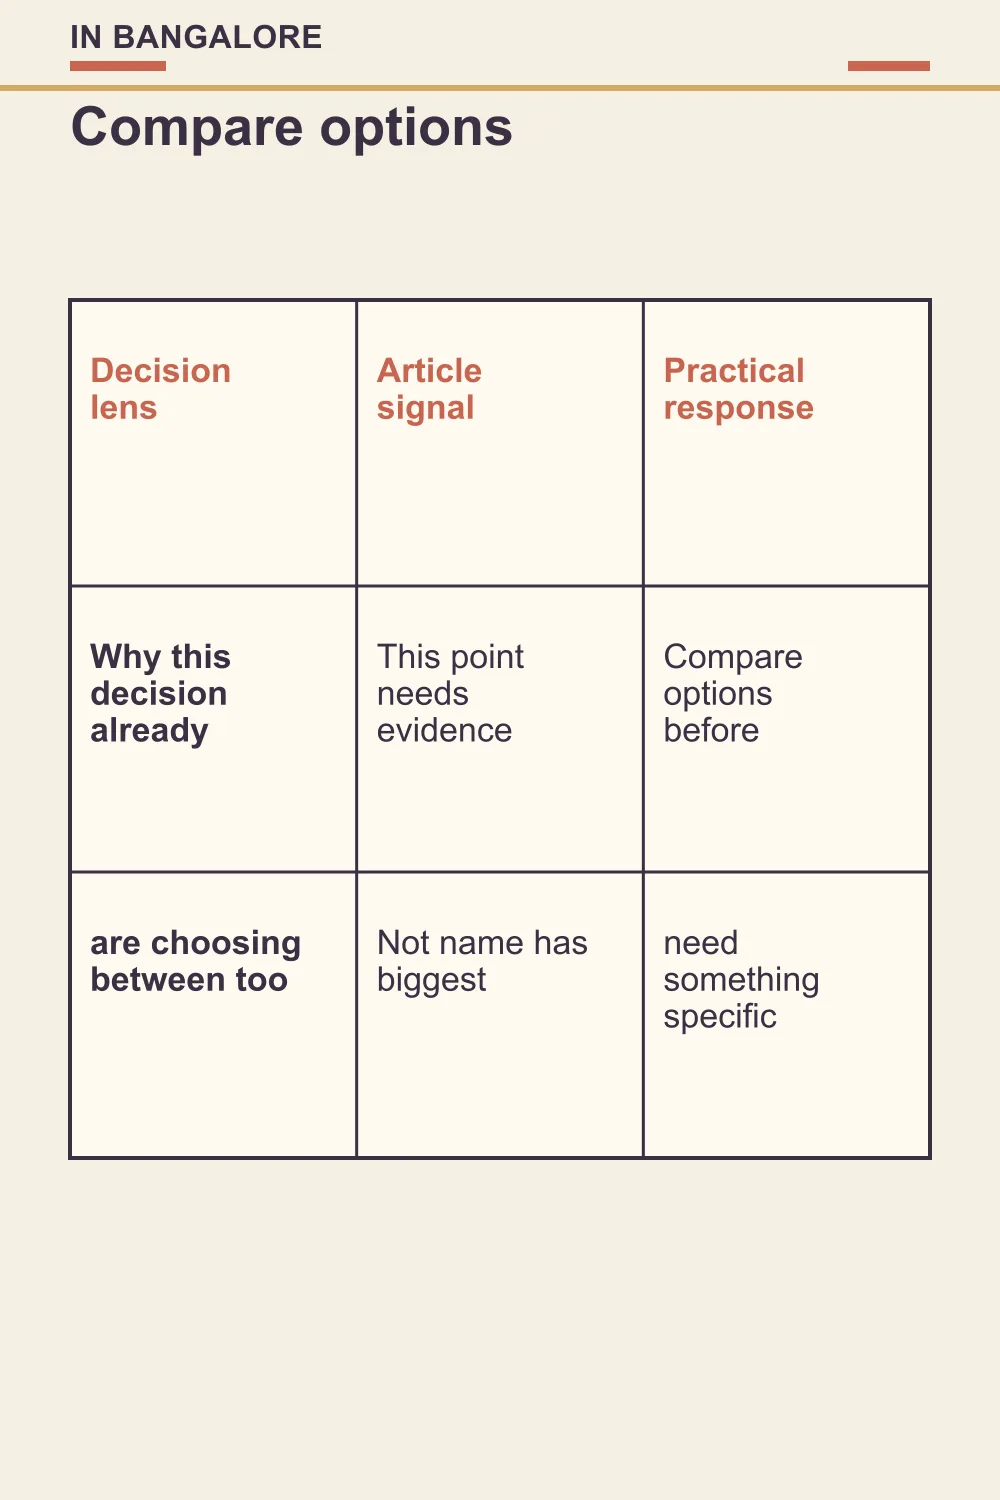 IN BANGALORE
Compare options
Decision
lens
Article
signal
Practical
response
Why this
decision
already
This point
needs
evidence
Compare
options
before
are choosing
between too
Not name has
biggest
need
something
specific